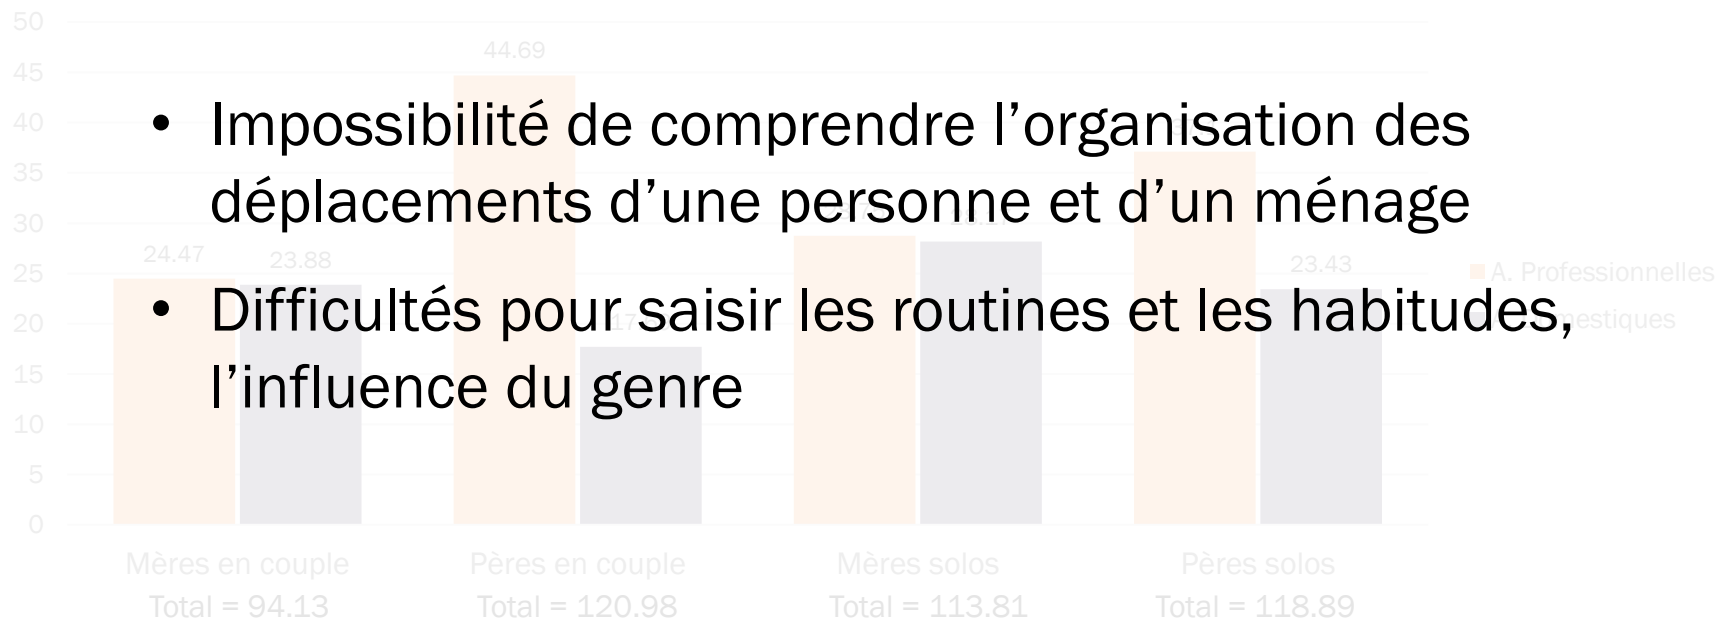 50
44.69
45
• Impossibilité de comprendre l’organisation des
40
35
déplacements d’une personne et d’un ménage
30
24.47
23.88
23.43
25
A. Professionnelles
• Difficultés pour saisir les routines et les habitudes,
20
15
l’influence du genre
10
5
0
Mères en couple Pères en couple Mères solos Pères solos
Total = 94.13 Total = 120.98 Total = 113.81 Total = 118.89